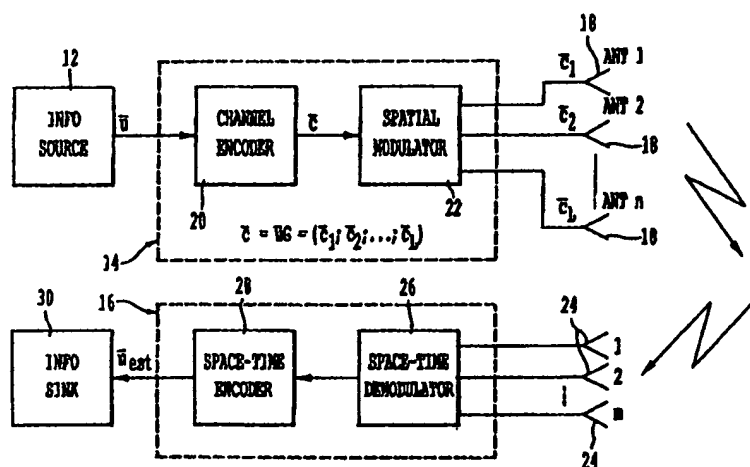 12
INFO
SOURCE
ū
CHANNEL
ENCODER
20
c̄
SPATIAL
MODULATOR
22
c̄₁
c̄₂
c̄L
18
ANT 1
ANT 2
18
ANT n
18
c̄ = ūG = (c̄₁; c̄₂; ...; c̄L)
14
16
30
INFO
SINK
ūest
28
SPACE-TIME
ENCODER
26
SPACE-TIME
DEMODULATOR
24
1
2
m
24